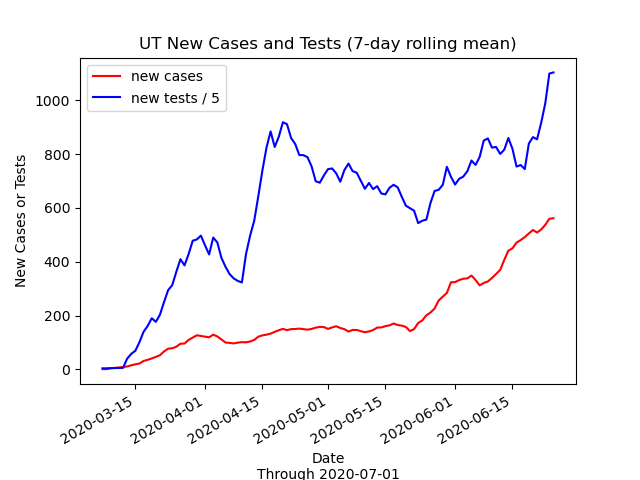 UT New Cases and Tests (7-day rolling mean)
new cases
new tests / 5
New Cases or Tests
1000
800
600
400
200
0
2020-03-15
2020-04-01
2020-04-15
2020-05-01
2020-05-15
2020-06-01
2020-06-15
Date
Through 2020-07-01